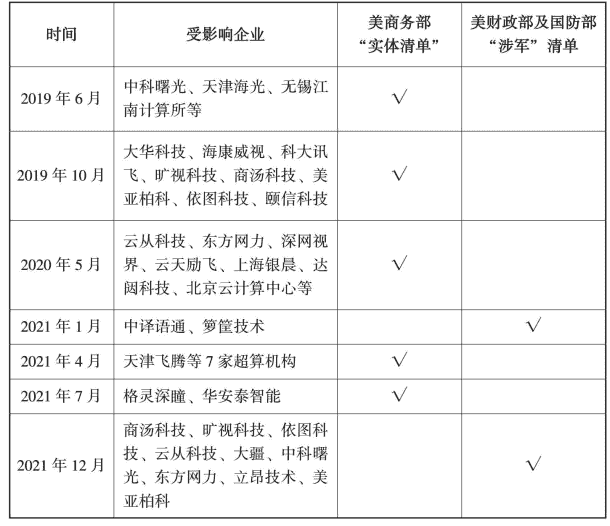 时间 受影响企业 美商务部 美财政部及国防部
“实体清单” “涉军” 清单
2019 年 6 月 中科曙光、天津海光、无锡江 √
南计算所等
2019 年 10 月 大华科技、海康威视、科大讯 √
飞、旷视科技、商汤科技、美
亚柏科、依图科技、颐信科技
2020 年 5 月 云从科技、东方网力、深网视 √
界、云天励飞、上海银晨、达
闼科技、北京云计算中心等
2021 年 1 月 中译语通、箩筐技术 √
2021 年 4 月 天津飞腾等 7 家超算机构 √
2021 年 7 月 格灵深瞳、华安泰智能 √
2021 年 12 月 商汤科技、旷视科技、依图科 √
技、云从科技、大疆、中科曙
光、东方网力、立昂技术、美
亚柏科